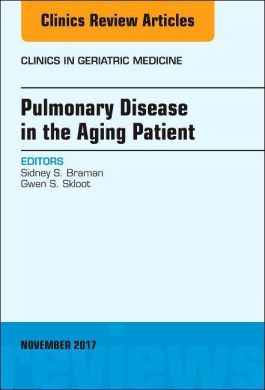 Clinics Review Articles
CLINICS IN GERIATRIC MEDICINE
Pulmonary Disease
in the Aging Patient
EDITORS
Sidney S. Braman
Gwen S. Skloot
NOVEMBER 2017
reviews